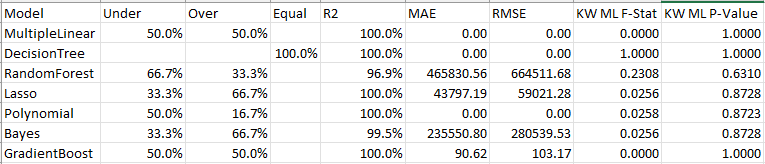 Model Under Over Equal R2 MAE RMSE KW ML F-Stat KW ML P-Value
MultipleLinear 50.0% 50.0% 100.0% 0.00 0.00 0.0000 1.0000
DecisionTree 100.0% 100.0% 0.00 0.00 1.0000 1.0000
RandomForest 66.7% 33.3% 96.9% 465830.56 664511.68 0.2308 0.6310
Lasso 33.3% 66.7% 100.0% 43797.19 59021.28 0.0256 0.8728
Polynomial 50.0% 16.7% 100.0% 0.00 0.00 0.0258 0.8723
Bayes 33.3% 66.7% 99.5% 235550.80 280539.53 0.0256 0.8728
GradientBoost 50.0% 50.0% 100.0% 90.62 103.17 0.0000 1.0000